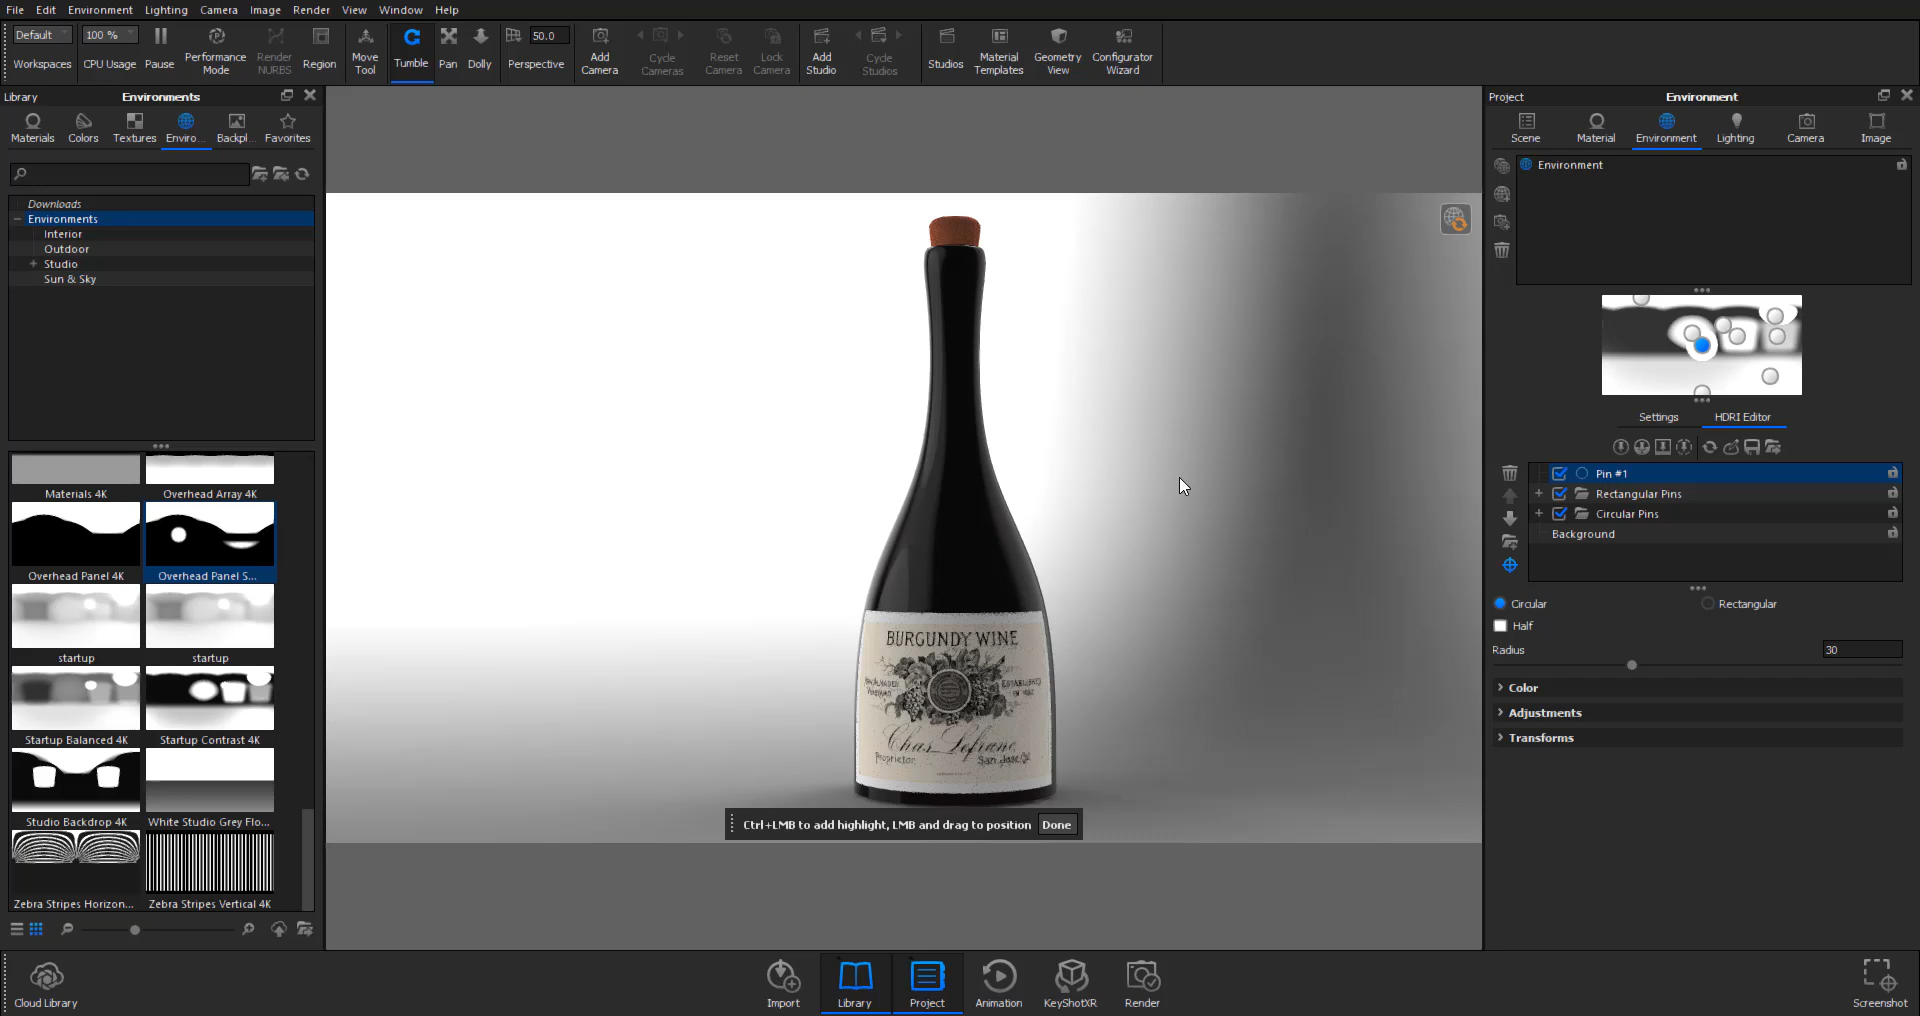 File Edit Environment Lighting Camera Image Render View Window Help
Default 100 % 50.0
Workspaces CPU Usage Pause Performance Mode Render NURBS Region Move Tool Tumble Pan Dolly Perspective Add Camera Cycle Cameras Reset Camera Lock Camera Add Studio Cycle Studios Studios Material Templates Geometry View Configurator Wizard
Library Environments
Materials Colors Textures Enviro... Backpl... Favorites
Downloads
Environments
Interior
Outdoor
Studio
Sun & Sky
Materials 4K Overhead Array 4K
Overhead Panel 4K Overhead Panel S...
startup startup
Startup Balanced 4K Startup Contrast 4K
Studio Backdrop 4K White Studio Grey Flo...
Zebra Stripes Horizon... Zebra Stripes Vertical 4K
BURGUNDY WINE
ESTABLISHED
Chas Lefranc
Proprietor San Jose
Ctrl+LMB to add highlight, LMB and drag to position Done
Project Environment
Scene Material Environment Lighting Camera Image
Environment
Settings HDRI Editor
Pin #1
Rectangular Pins
Circular Pins
Background
Circular Rectangular
Half
Radius 30
Color
Adjustments
Transforms
Cloud Library Import Library Project Animation KeyShotXR Render Screenshot